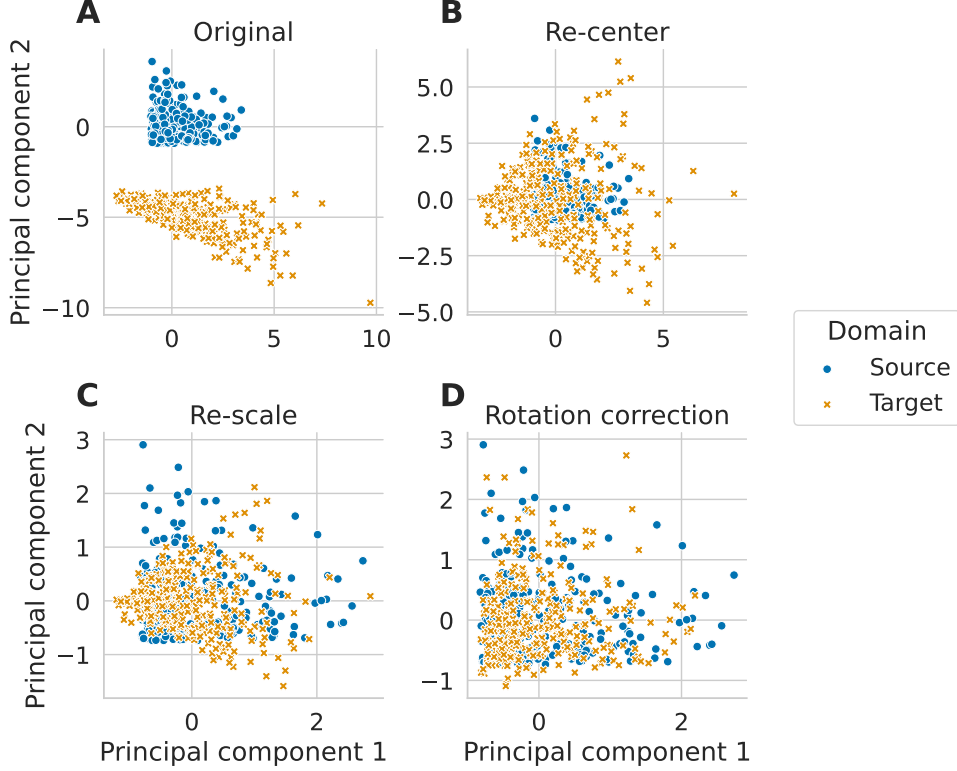 A
Original
Principal component 2
0
−5
−10
0
5
10
B
Re-center
5.0
2.5
0.0
−2.5
−5.0
0
5
Domain
Source
Target
C
Re-scale
Principal component 2
3
2
1
0
−1
0
2
Principal component 1
D
Rotation correction
3
2
1
0
−1
0
2
Principal component 1